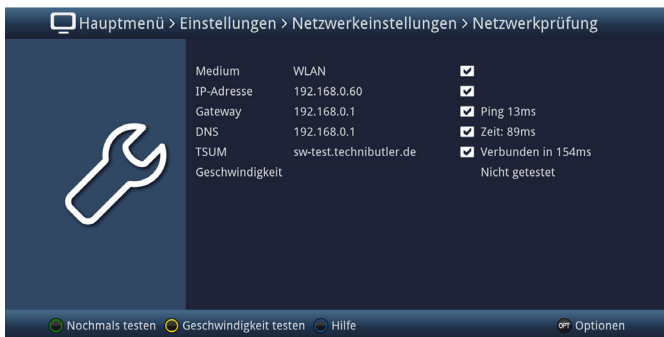 Hauptmenü > Einstellungen > Netzwerkeinstellungen > Netzwerkprüfung
Medium WLAN
IP-Adresse 192.168.0.60
Gateway 192.168.0.1 Ping 13ms
DNS 192.168.0.1 Zeit: 89ms
TSUM sw-test.technibutler.de Verbunden in 154ms
Geschwindigkeit Nicht getestet
Nochmals testen Geschwindigkeit testen Hilfe OPT Optionen